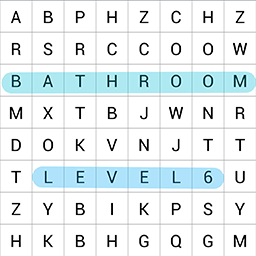 A B P H Z C H Z
R S R C C O O W
B A T H R O O M
M X T B J W N R
D O K V N J T T
T L E V E L 6 U
Z Y B I K P S Y
H K B H G Q G M